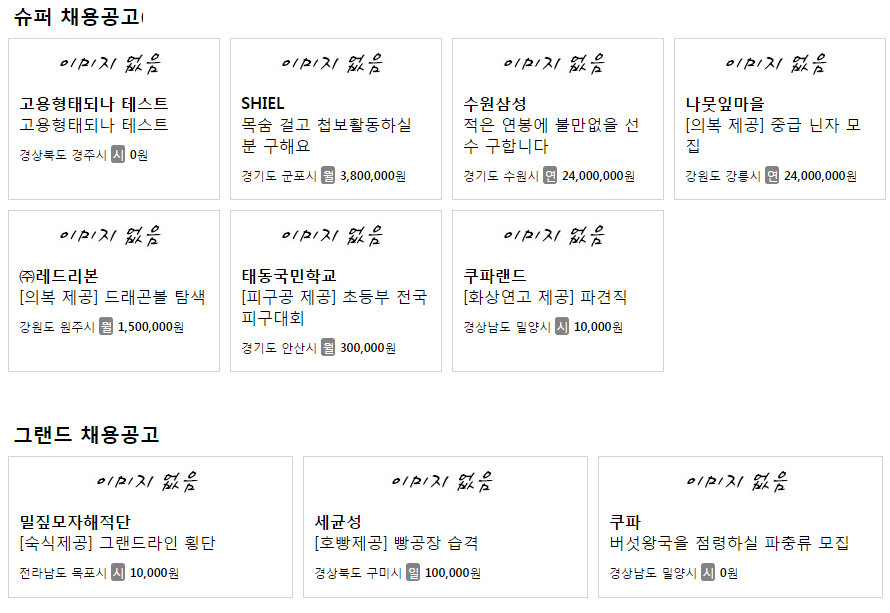 슈퍼 채용공고
이미지 없음
고용형태되나 테스트
고용형태되나 테스트
경상북도 경주시 시 0원
이미지 없음
SHIEL
목숨 걸고 첩보활동하실
분 구해요
경기도 군포시 월 3,800,000원
이미지 없음
수원삼성
적은 연봉에 불만없을 선
수 구합니다
경기도 수원시 연 24,000,000원
이미지 없음
나뭇잎마을
[의복 제공] 중급 닌자 모
집
강원도 강릉시 연 24,000,000원
이미지 없음
㈜레드리본
[의복 제공] 드래곤볼 탐색
강원도 원주시 월 1,500,000원
이미지 없음
태동국민학교
[피구공 제공] 초등부 전국
피구대회
경기도 안산시 월 300,000원
이미지 없음
쿠파랜드
[화상연고 제공] 파견직
경상남도 밀양시 시 10,000원
그랜드 채용공고
이미지 없음
밀짚모자해적단
[숙식제공] 그랜드라인 횡단
전라남도 목포시 시 10,000원
이미지 없음
세균성
[호빵제공] 빵공장 습격
경상북도 구미시 일 100,000원
이미지 없음
쿠파
버섯왕국을 점령하실 파충류 모집
경상남도 밀양시 시 0원